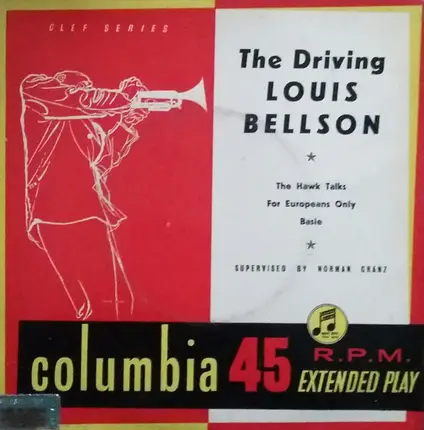 CLEF SERIES
The Driving
LOUIS
BELLSON
The Hawk Talks
For Europeans Only
Basie
SUPERVISED BY NORMAN GRANZ
columbia 45 R.P.M.
EXTENDED PLAY